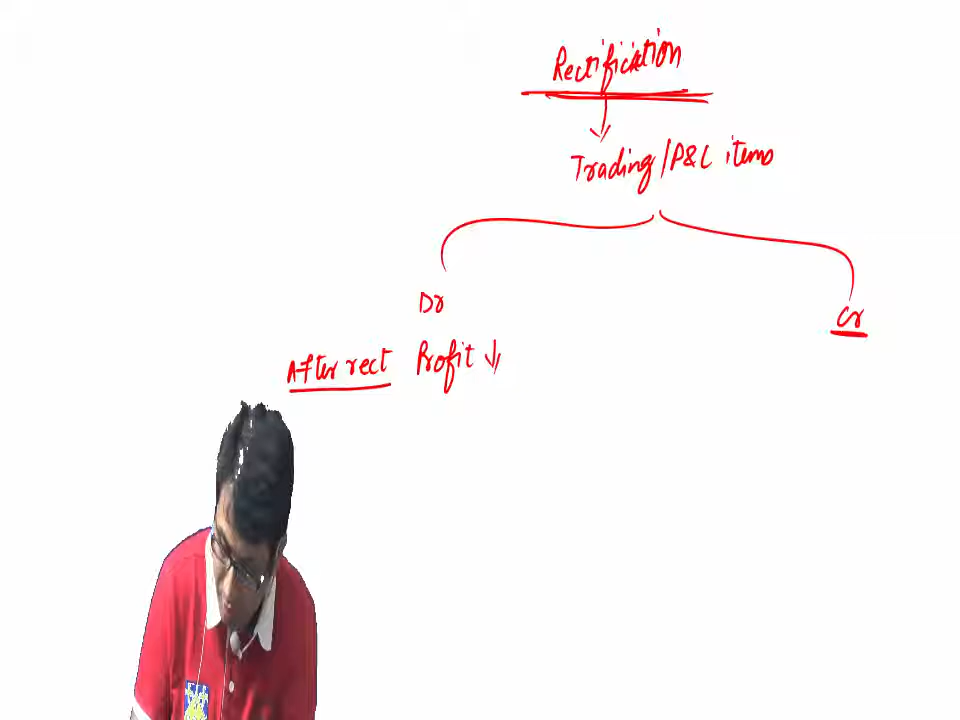 Rectification
Trading/P&L items
Dr
Cr
After rect Profit ↓